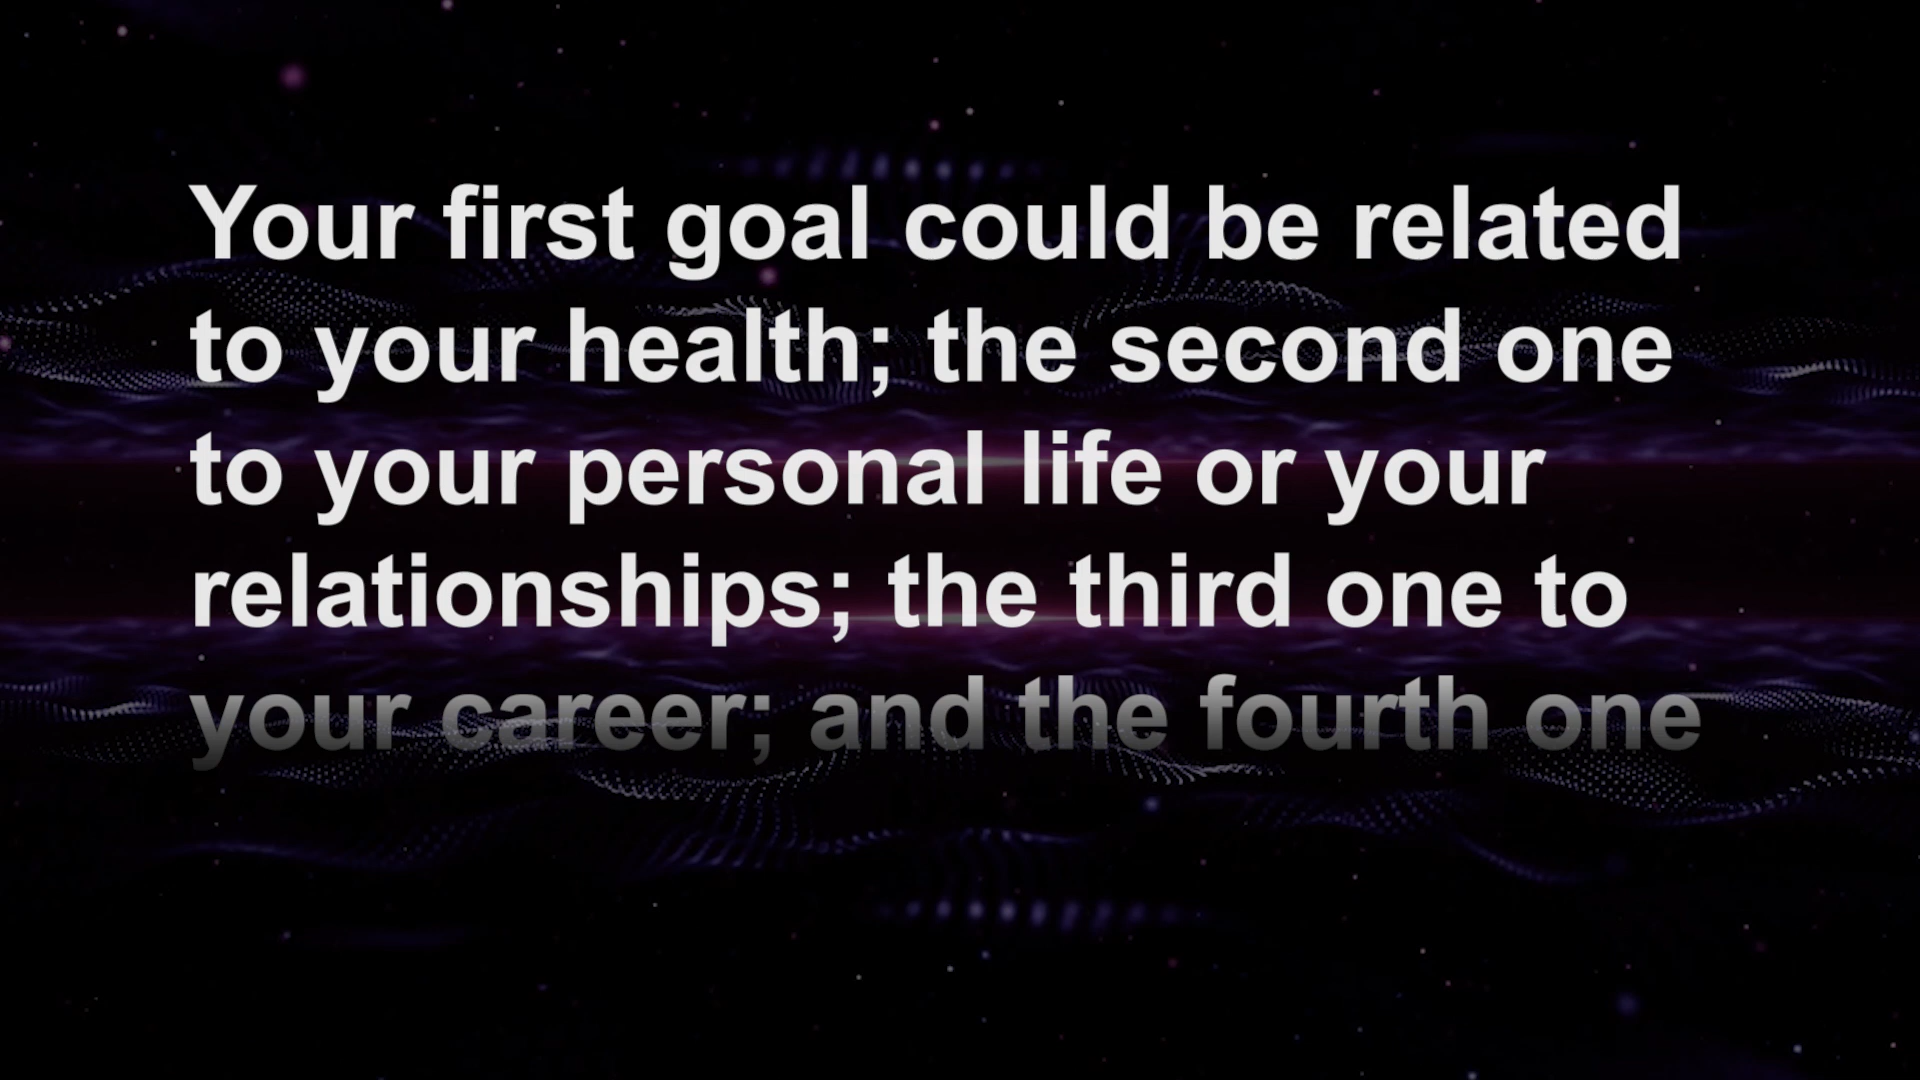 Your first goal could be related
to your health; the second one
to your personal life or your
relationships; the third one to
your career; and the fourth one